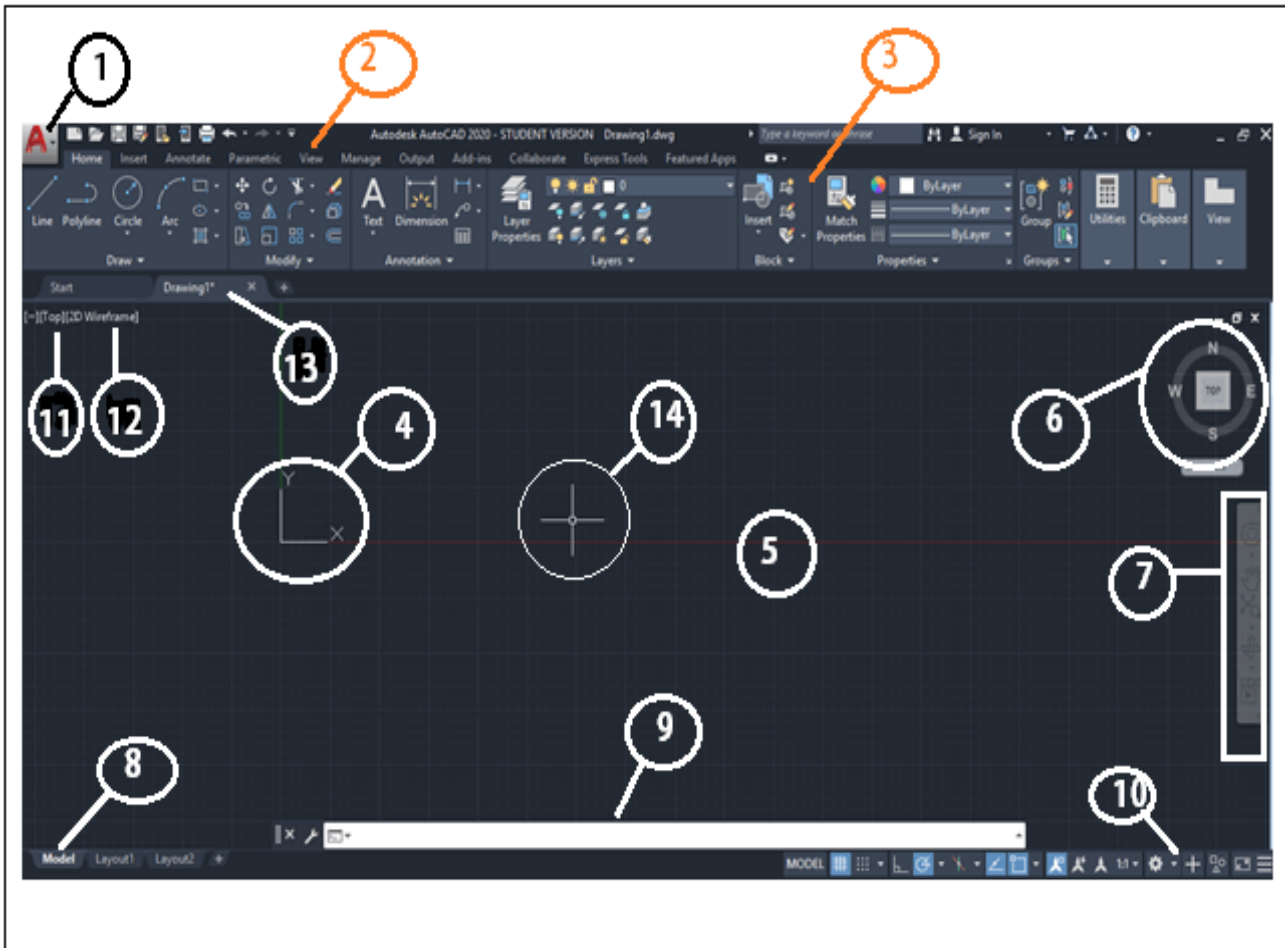 1
2
3
A
Autodesk AutoCAD 2020 - STUDENT VERSION Drawing1.dwg
Type a keyword or phrase
Sign In
?
Home Insert Annotate Parametric View Manage Output Add-ins Collaborate Express Tools Featured Apps
0
ByLayer
A
ByLayer
Line Polyline Circle Arc
Text Dimension
Layer Properties
Insert
Match Properties
ByLayer
Group
Utilities
Clipboard
View
Draw
Modify
Annotation
Layers
Block
Properties
Groups
Start
Drawing1*
[-][Top][2D Wireframe]
N
W
TOP
E
S
13
11
12
4
14
6
Y
X
5
7
9
8
10
Model Layout1 Layout2
MODEL
1:1